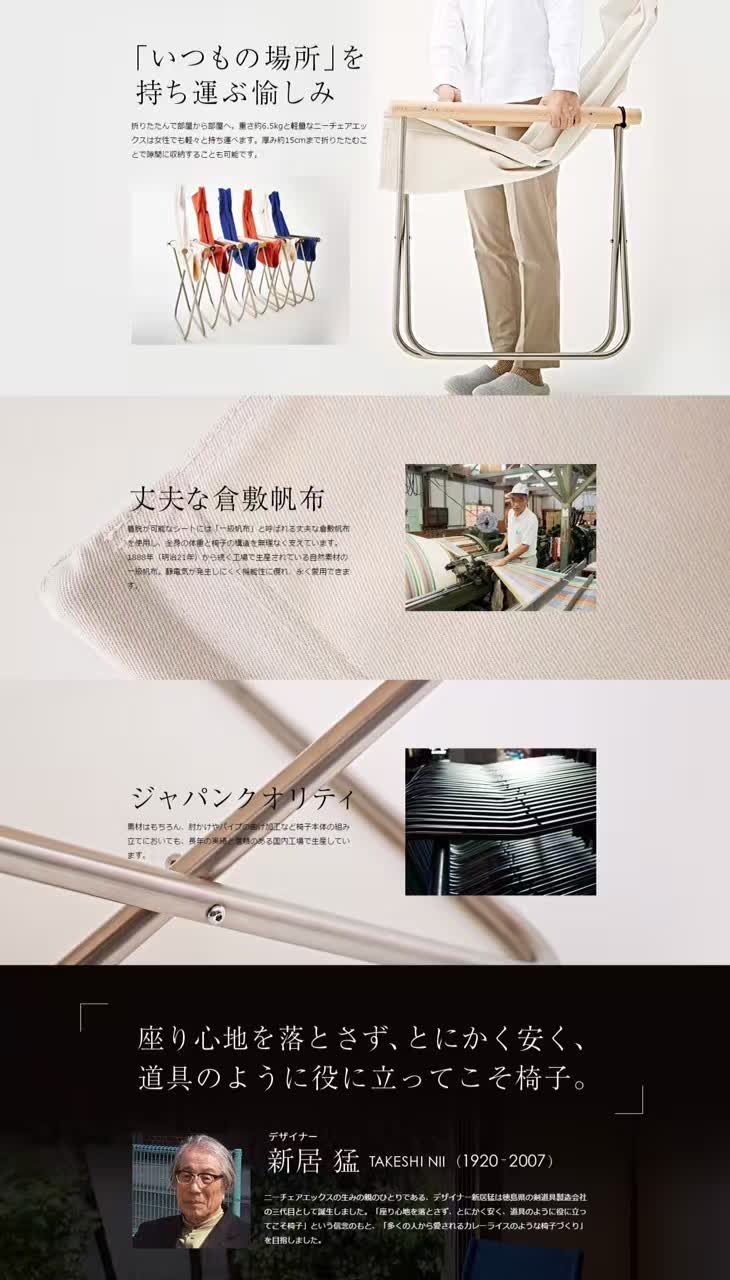 「いつもの場所」を
持ち運ぶ愉しみ
折りたたんで部屋から部屋へ。重さ約6.5kgと軽量なニーチェアエッ
クスは女性でも軽々と持ち運べます。厚み約15cmまで折りたたむこ
とで隙間に収納することも可能です。
丈夫な倉敷帆布
着脱が可能なシートには「一級帆布」と呼ばれる丈夫な倉敷帆布
を使用し、全身の体重と椅子の構造を無理なく支えています。
1888年（明治21年）から続く工場で生産されている自然素材の
一級帆布。静電気が発生しにくく機能性に優れ、永く愛用できま
す。
ジャパンクオリティ
素材はもちろん、肘かけやパイプの曲げ加工など椅子本体の組み
立てにおいても、長年の実績と信頼のある国内工場で生産してい
ます。
座り心地を落とさず、とにかく安く、
道具のように役に立ってこそ椅子。
デザイナー
新居 猛 TAKESHI NII（1920-2007）
ニーチェアエックスの生みの親のひとりである、デザイナー新居猛は徳島県の剣道具製造会社
の三代目として誕生しました。「座り心地を落とさず、とにかく安く、道具のように役に立っ
てこそ椅子」という信念のもと、「多くの人から愛されるカレーライスのような椅子づくり」
を目指しました。